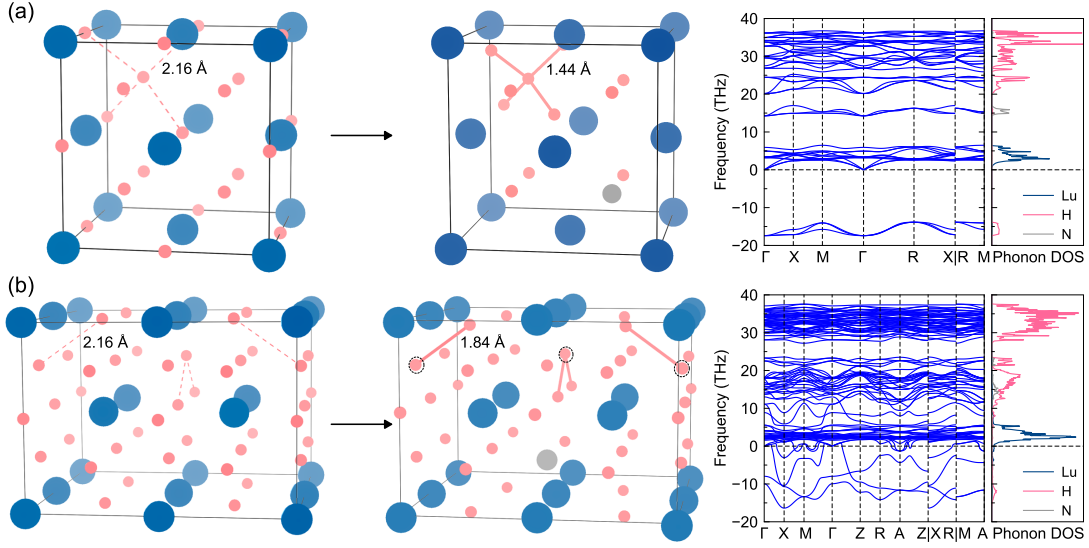 (a)
2.16 Å
1.44 Å
Frequency (THz)
40
30
20
10
0
−10
−20
Γ X M Γ R X|R M
Lu
H
N
Phonon DOS
(b)
2.16 Å
1.84 Å
Frequency (THz)
40
30
20
10
0
−10
−20
Γ X M Γ Z R A Z|X R|M A
Lu
H
N
Phonon DOS